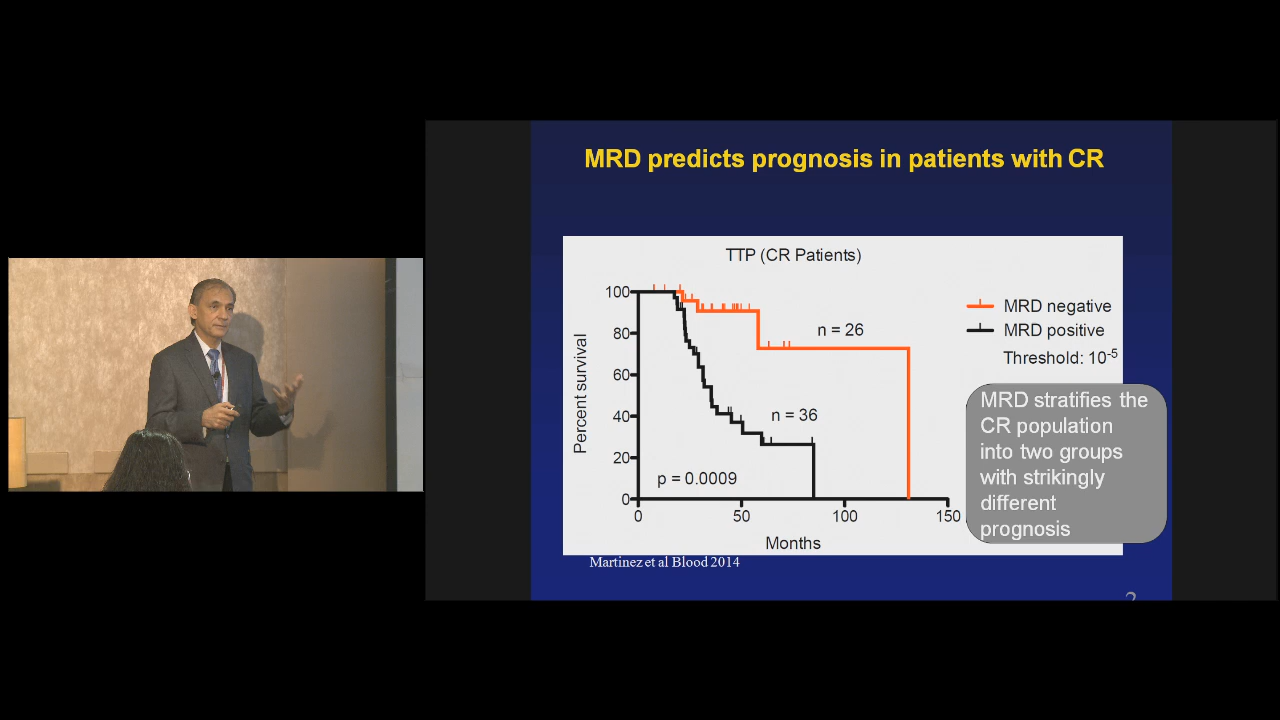 MRD predicts prognosis in patients with CR
TTP (CR Patients)
100
80
60
40
20
0
Percent survival
n = 26
n = 36
p = 0.0009
0 50 100 150
Months
MRD negative
MRD positive
Threshold: 10⁻⁵
MRD stratifies the
CR population
into two groups
with strikingly
different
prognosis
Martinez et al Blood 2014
2